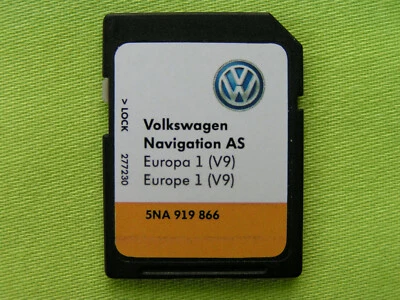 > LOCK
277230
Volkswagen
Navigation AS
Europa 1 (V9)
Europe 1 (V9)
5NA 919 866